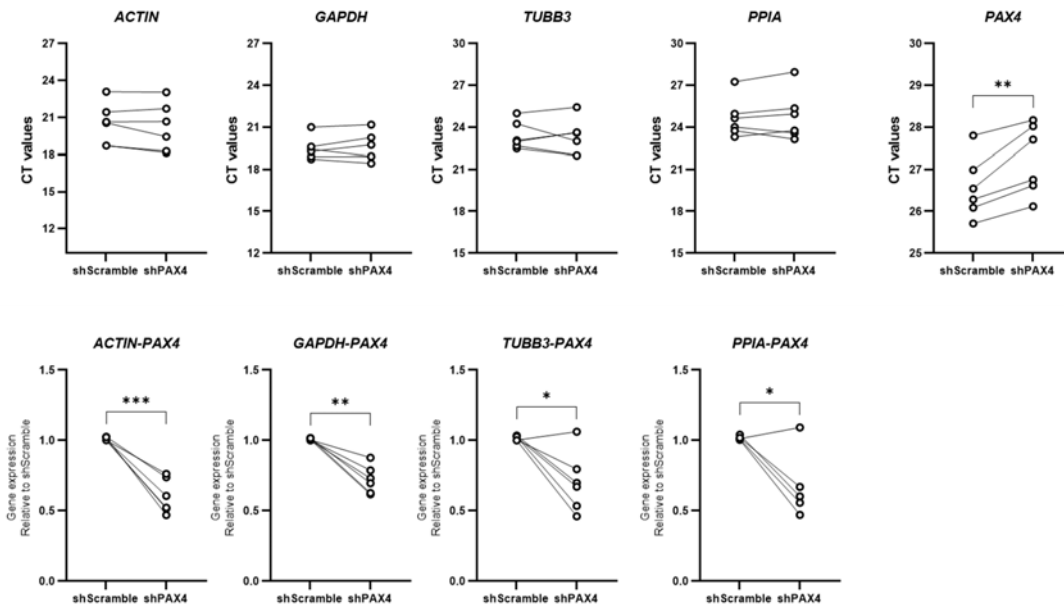 ACTIN
GAPDH
TUBB3
PPIA
PAX4
CT values
27
24
21
18
15
12
shScramble shPAX4
CT values
27
24
21
18
15
12
shScramble shPAX4
CT values
30
27
24
21
18
15
shScramble shPAX4
CT values
30
27
24
21
18
15
shScramble shPAX4
CT values
30
29
28
27
26
25
**
shScramble shPAX4
ACTIN-PAX4
GAPDH-PAX4
TUBB3-PAX4
PPIA-PAX4
Gene expression
Relative to shScramble
1.5
1.0
0.5
0.0
***
shScramble shPAX4
Gene expression
Relative to shScramble
1.5
1.0
0.5
0.0
**
shScramble shPAX4
Gene expression
Relative to shScramble
1.5
1.0
0.5
0.0
*
shScramble shPAX4
Gene expression
Relative to shScramble
1.5
1.0
0.5
0.0
*
shScramble shPAX4